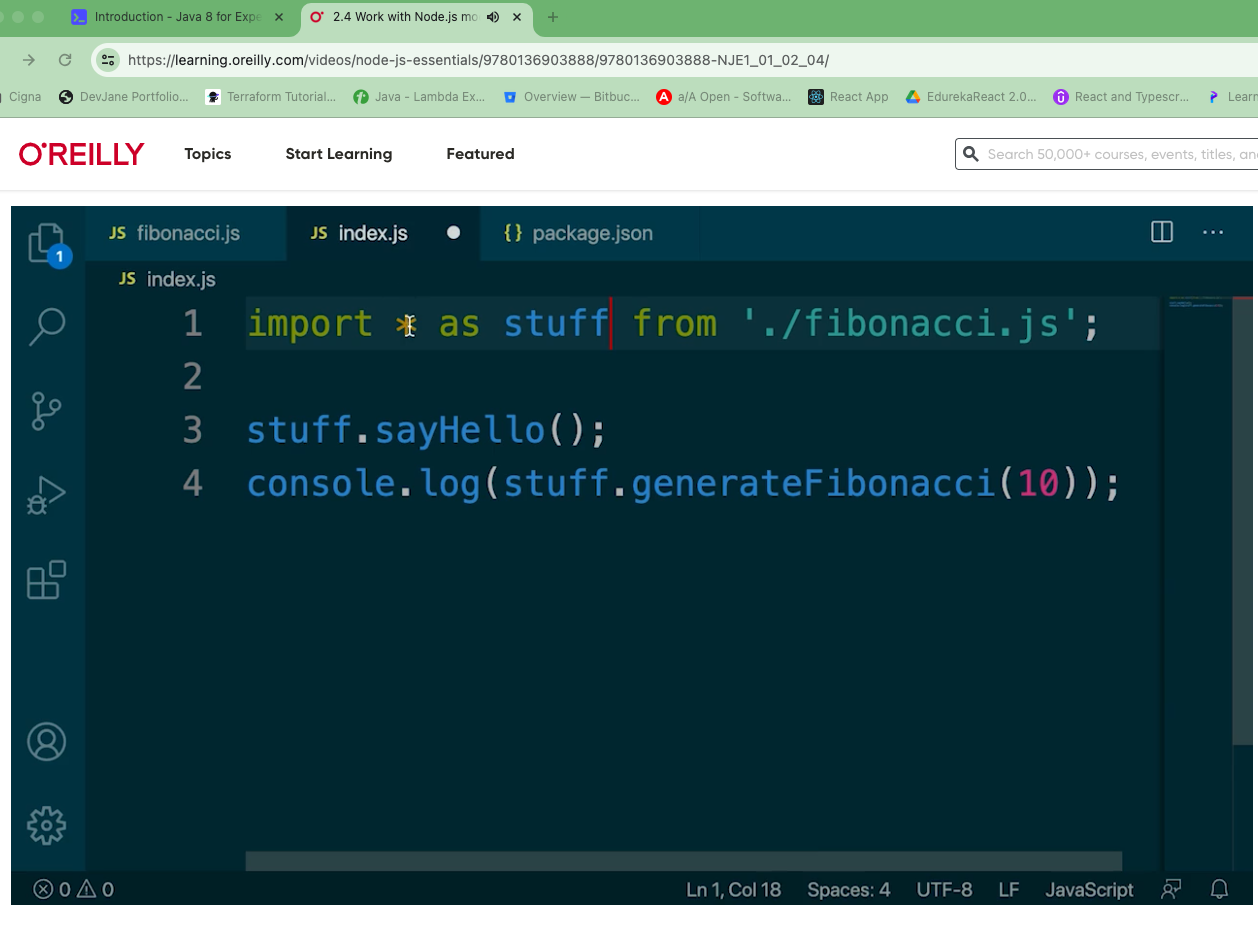 Introduction - Java 8 for Expe
2.4 Work with Node.js mo
https://learning.oreilly.com/videos/node-js-essentials/9780136903888/9780136903888-NJE1_01_02_04/
Cigna DevJane Portfolio... Terraform Tutorial... Java - Lambda Ex... Overview — Bitbuc... a/A Open - Softwa... React App EdurekaReact 2.0... React and Typescr... Learn
O'REILLY Topics Start Learning Featured Search 50,000+ courses, events, titles, an
JS fibonacci.js JS index.js {} package.json
1
JS index.js
1 import * as stuff from './fibonacci.js';
2
3 stuff.sayHello();
4 console.log(stuff.generateFibonacci(10));
0 0 Ln 1, Col 18 Spaces: 4 UTF-8 LF JavaScript